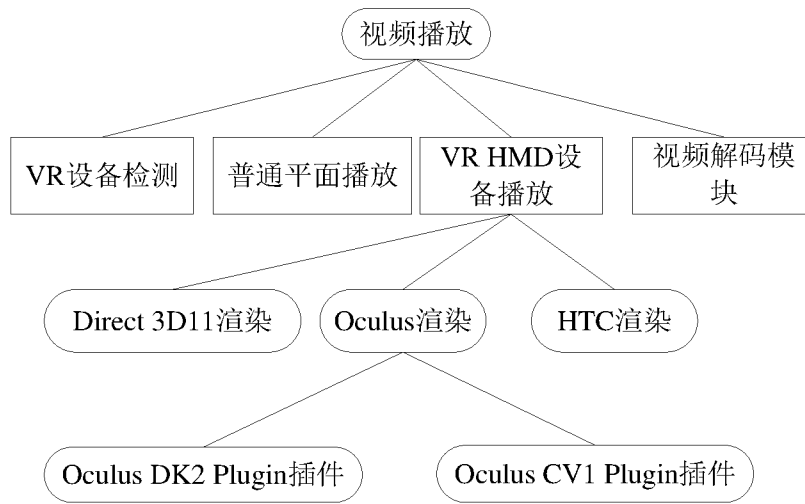 视频播放
VR设备检测
普通平面播放
VR HMD设
备播放
视频解码模
块
Direct 3D11渲染
Oculus渲染
HTC渲染
Oculus DK2 Plugin插件
Oculus CV1 Plugin插件